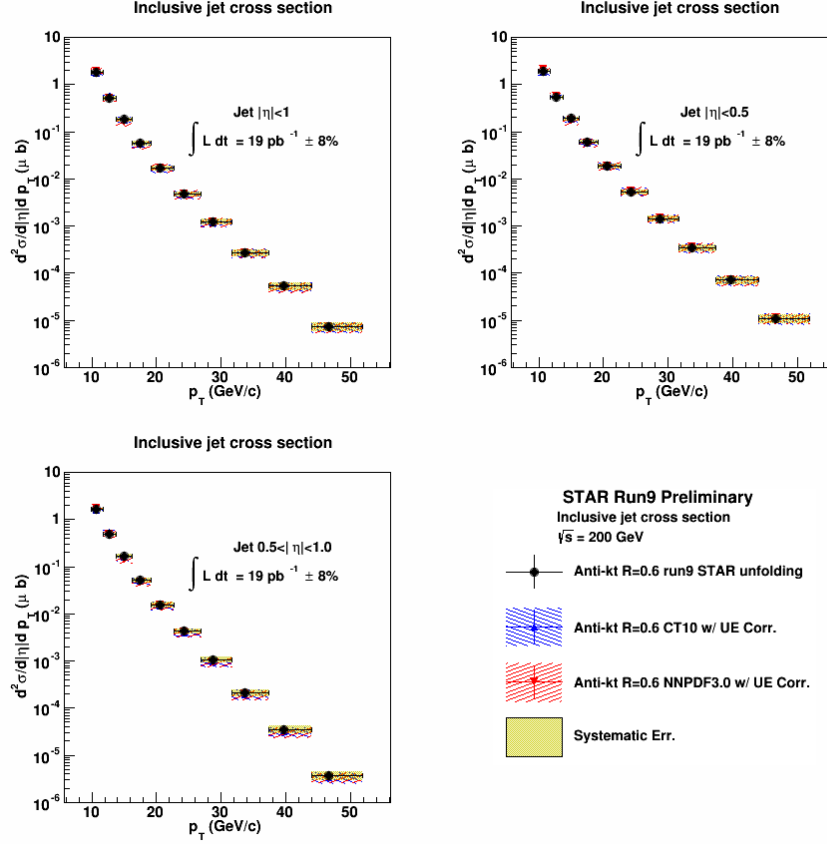 Inclusive jet cross section
d²σ/d|η|d p_T (μ b)
10
1
10⁻¹
10⁻²
10⁻³
10⁻⁴
10⁻⁵
10⁻⁶
Jet |η|<1
∫ L dt = 19 pb⁻¹ ± 8%
10 20 30 40 50
p_T (GeV/c)
Inclusive jet cross section
d²σ/d|η|d p_T (μ b)
10
1
10⁻¹
10⁻²
10⁻³
10⁻⁴
10⁻⁵
10⁻⁶
Jet |η|<0.5
∫ L dt = 19 pb⁻¹ ± 8%
10 20 30 40 50
p_T (GeV/c)
Inclusive jet cross section
d²σ/d|η|d p_T (μ b)
10
1
10⁻¹
10⁻²
10⁻³
10⁻⁴
10⁻⁵
10⁻⁶
Jet 0.5<|η|<1.0
∫ L dt = 19 pb⁻¹ ± 8%
10 20 30 40 50
p_T (GeV/c)
STAR Run9 Preliminary
Inclusive jet cross section
√s = 200 GeV
Anti-kt R=0.6 run9 STAR unfolding
Anti-kt R=0.6 CT10 w/ UE Corr.
Anti-kt R=0.6 NNPDF3.0 w/ UE Corr.
Systematic Err.